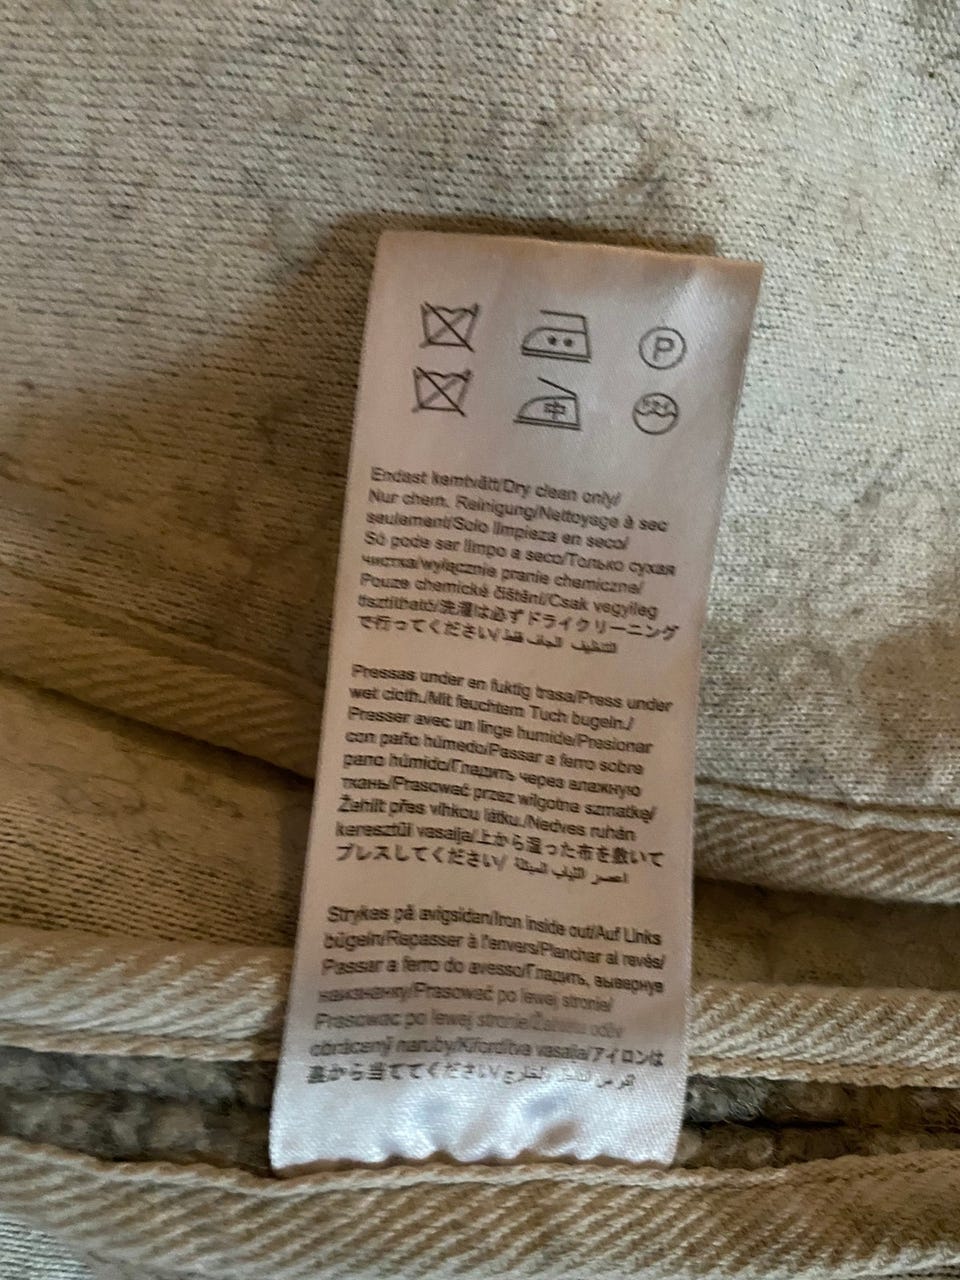 P
中
Endast kemtvätt/Dry clean only/
Nur chem. Reinigung/Nettoyage à sec
seulement/Solo limpieza en seco/
Só pode ser limpo a seco/Только сухая
чистка/wyłącznie pranie chemiczne/
Pouze chemické čištění/Csak vegyileg
tisztítható/洗濯は必ずドライクリーニング
で行ってください/التنظيف الجاف فقط
Pressas under en fuktig trasa/Press under
wet cloth./Mit feuchtem Tuch bugeln./
Presser avec un linge humide/Presionar
con paño húmedo/Passar a ferro sobre
pano húmido/Гладить через влажную
ткань/Prasować przez wilgotne szmatkę/
Žehlit přes vlhkou látku./Nedves ruhán
keresztül vasalja/上から湿った布を敷いて
プレスしてください/
Strykes på avigsidan/Iron inside out/Auf Links
bügeln/Repasser à l'envers/Planchar al revés/
Passar a ferro do avesso/Гладить, вывернув
наизнанку/Prasować po lewej stronie/
Prasowac po lewej stronie/
obrácený naruby/Kifordítva vasalja/アイロンは
裏から当ててください/